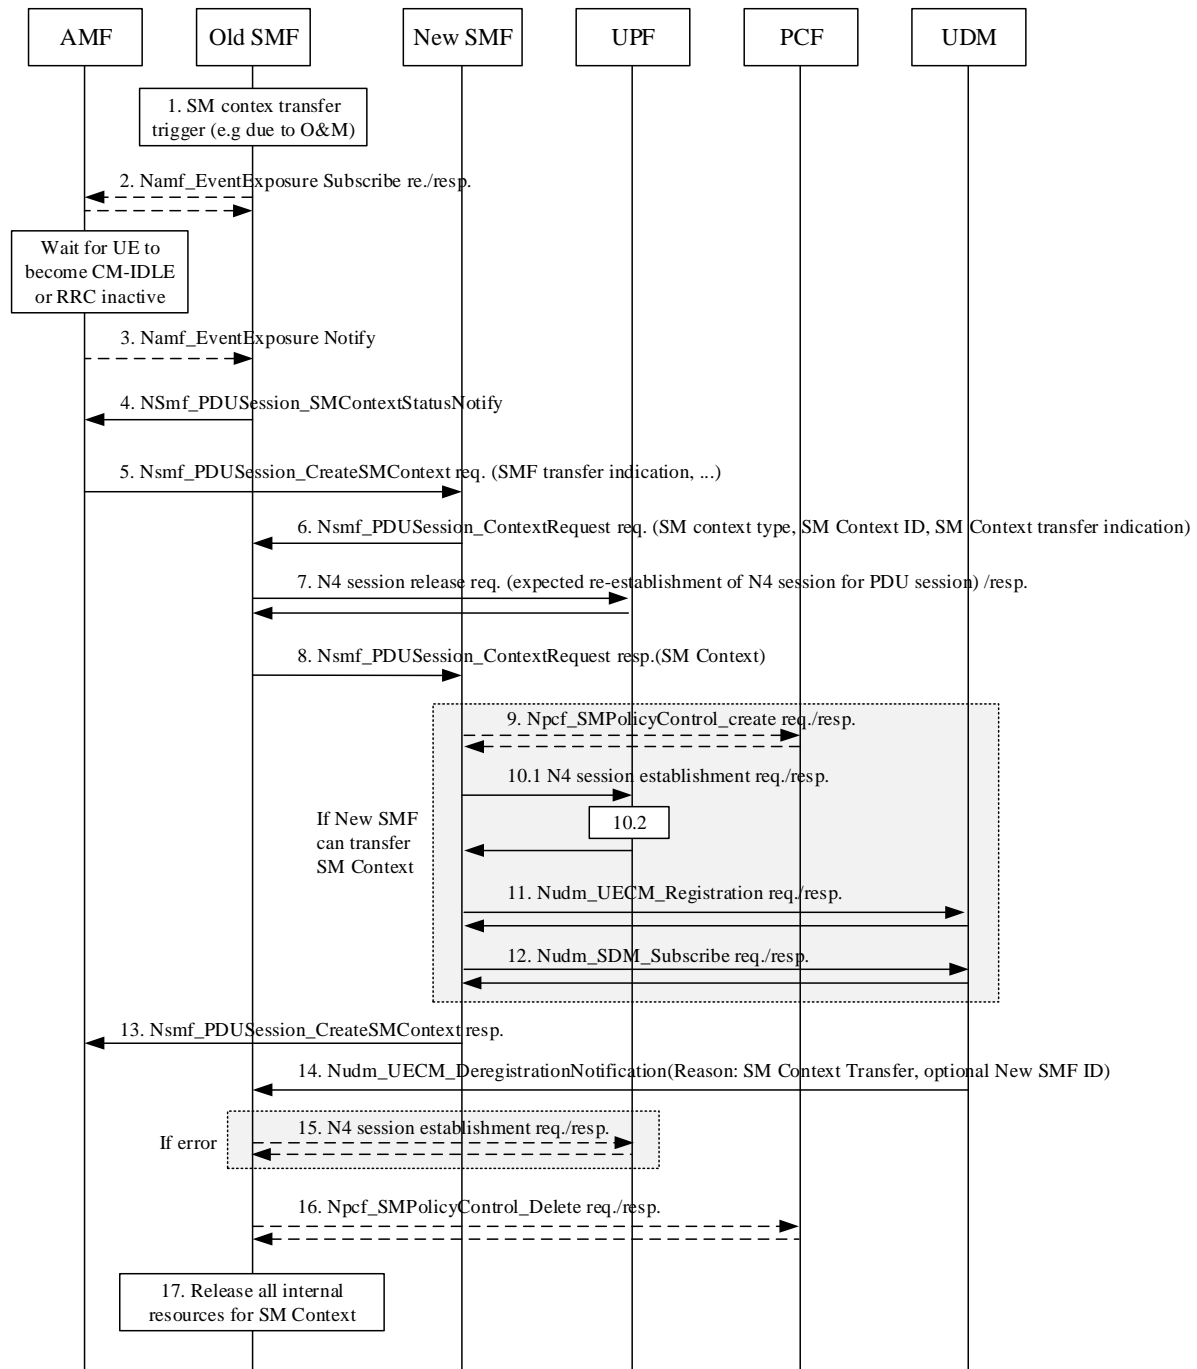 AMF
Old SMF
New SMF
UPF
PCF
UDM
1. SM contex transfer
trigger (e.g due to O&M)
2. Namf_EventExposure Subscribe re./resp.
Wait for UE to
become CM-IDLE
or RRC inactive
3. Namf_EventExposure Notify
4. NSmf_PDUSession_SMContextStatusNotify
5. Nsmf_PDUSession_CreateSMContext req. (SMF transfer indication, ...)
6. Nsmf_PDUSession_ContextRequest req. (SM context type, SM Context ID, SM Context transfer indication)
7. N4 session release req. (expected re-establishment of N4 session for PDU session) /resp.
8. Nsmf_PDUSession_ContextRequest resp.(SM Context)
9. Npcf_SMPolicyControl_create req./resp.
10.1 N4 session establishment req./resp.
10.2
If New SMF
can transfer
SM Context
11. Nudm_UECM_Registration req./resp.
12. Nudm_SDM_Subscribe req./resp.
13. Nsmf_PDUSession_CreateSMContext resp.
14. Nudm_UECM_DeregistrationNotification(Reason: SM Context Transfer, optional New SMF ID)
15. N4 session establishment req./resp.
If error
16. Npcf_SMPolicyControl_Delete req./resp.
17. Release all internal
resources for SM Context